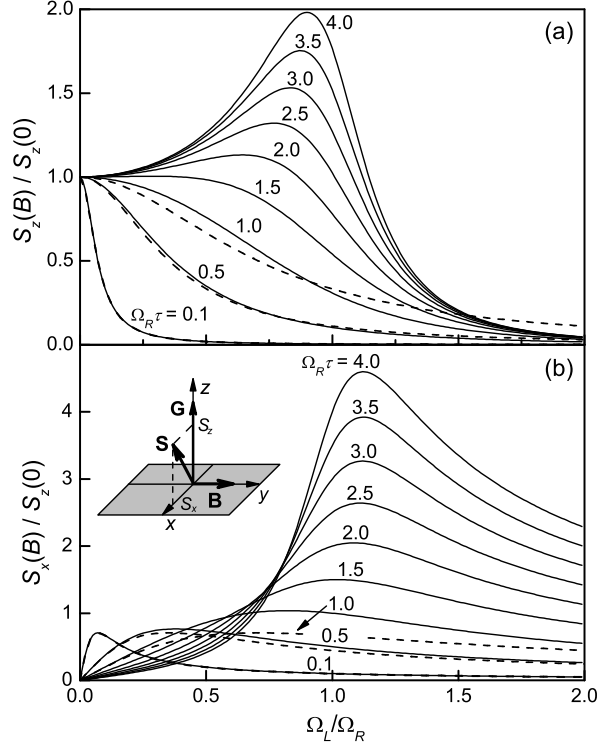 2.0
4.0
(a)
3.5
1.5
3.0
2.5
2.0
1.0
1.5
1.0
0.5
0.5
Ω_R τ = 0.1
0.0
S_z(B) / S_z(0)
Ω_R τ = 4.0
(b)
z
4
G
3.5
S_z
S
3.0
3
B
2.5
y
S_x
x
2.0
2
1.5
1.0
1
0.5
0.1
0
S_x(B) / S_z(0)
0.0 0.5 1.0 1.5 2.0
Ω_L/Ω_R